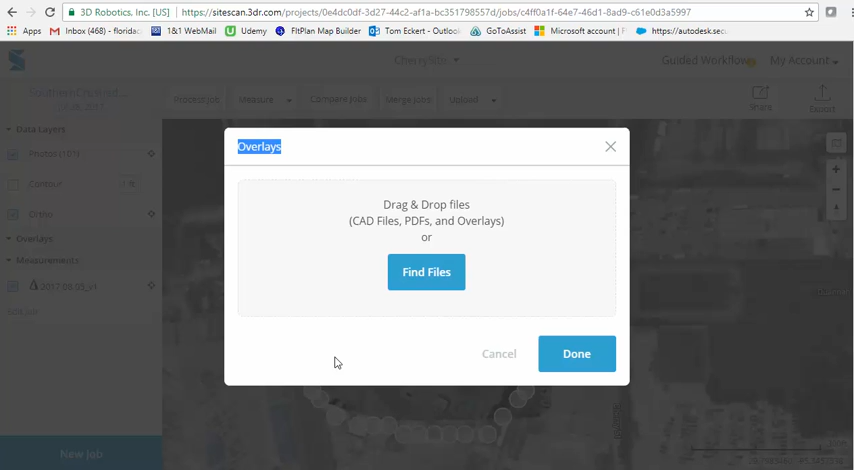 3D Robotics, Inc. [US] https://sitescan.3dr.com/projects/0e4dc0df-3d27-44c2-af1a-bc351798557d/jobs/c4ff0a1f-64e7-46d1-8ad9-c61e0d3a5997
Apps Inbox (468) - floridac 1&1 WebMail Udemy FltPlan Map Builder Tom Eckert - Outlook GoToAssist Microsoft account | https://autodesk.sec
Guided Workflow My Account
Process Job Measure Compare Jobs Merge Jobs Upload Share Export
Data Layers
Photos (101)
Contour
Ortho
Overlays
Measurements
2017.08.05_v1
New Job
Overlays
Drag & Drop files
(CAD Files, PDFs, and Overlays)
or
Find Files
Cancel
Done